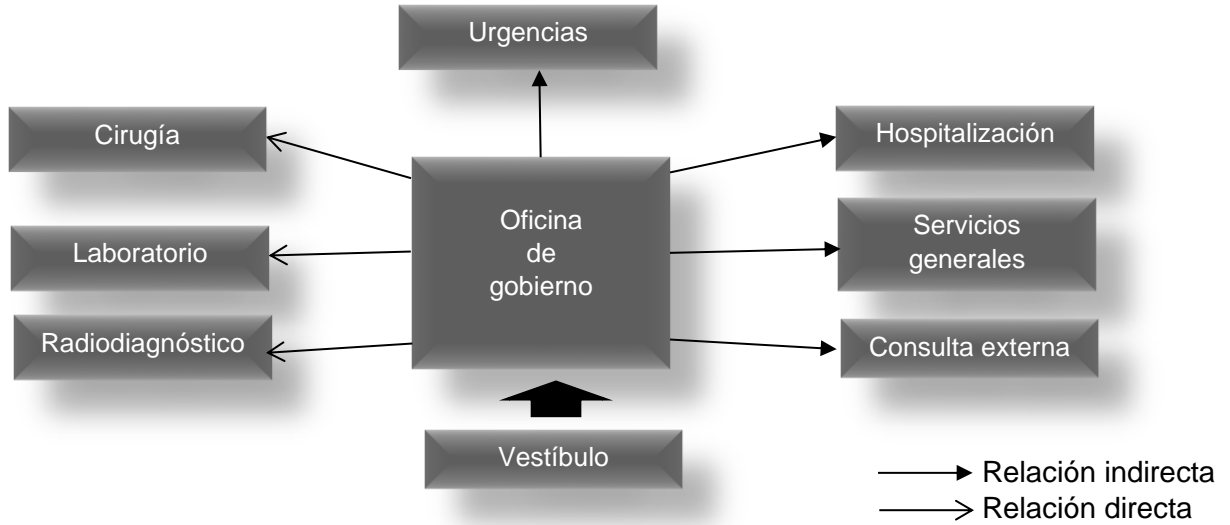 Urgencias
Cirugía
Hospitalización
Oficina
de
gobierno
Laboratorio
Servicios
generales
Radiodiagnóstico
Consulta externa
Vestíbulo
Relación indirecta
Relación directa